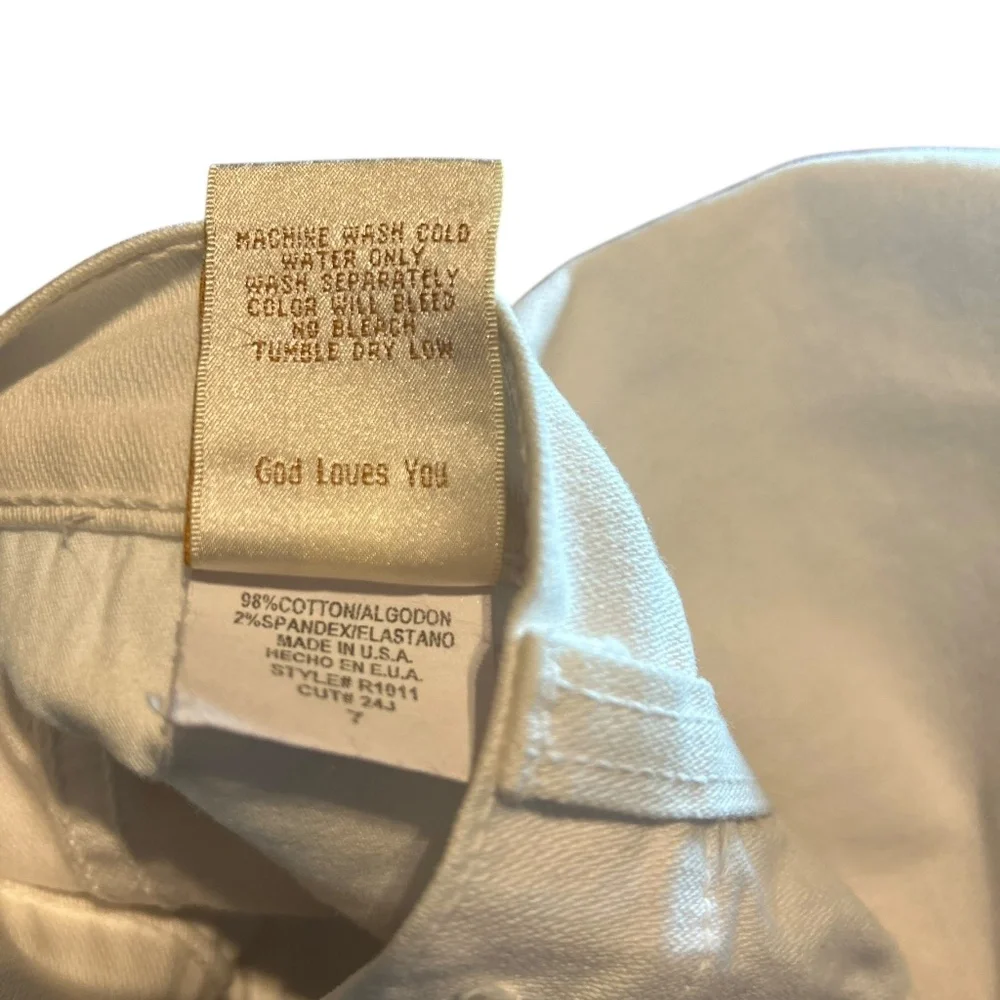 MACHINE WASH COLD
WATER ONLY
WASH SEPARATELY
COLOR WILL BLEED
NO BLEACH
TUMBLE DRY LOW
God Loves You
98%COTTON/ALGODON
2%SPANDEX/ELASTANO
MADE IN U.S.A.
HECHO EN E.U.A.
STYLE# R1011
CUT# 24J
7